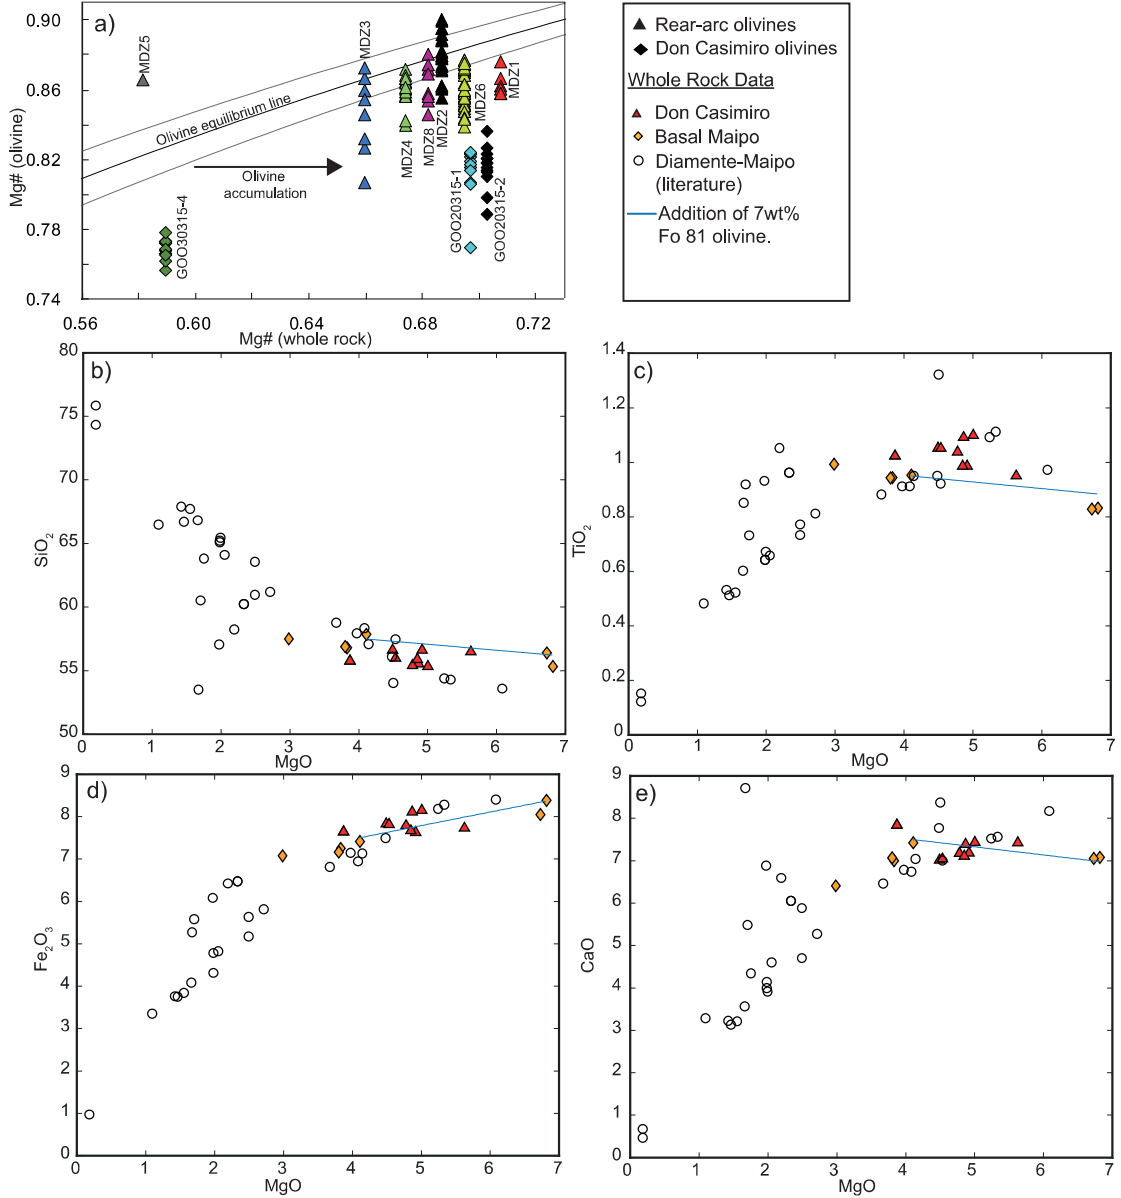 a)
0.90
0.86
0.82
0.78
0.74
Mg# (olivine)
0.56
0.60
0.64
0.68
0.72
Mg# (whole rock)
Olivine equilibrium line
Olivine
accumulation
MDZ5
MDZ3
MDZ4
MDZ8
MDZ2
MDZ6
MDZ1
GOO30315-4
GOO20315-1
GOO20315-2
Rear-arc olivines
Don Casimiro olivines
Whole Rock Data
Don Casimiro
Basal Maipo
Diamente-Maipo
(literature)
Addition of 7wt%
Fo 81 olivine.
b)
80
75
70
65
60
55
50
SiO2
0
1
2
3
4
5
6
7
MgO
c)
1.4
1.2
1.0
0.8
0.6
0.4
0.2
0
TiO2
0
1
2
3
4
5
6
7
MgO
d)
9
8
7
6
5
4
3
2
1
0
Fe2O3
0
1
2
3
4
5
6
7
MgO
e)
9
8
7
6
5
4
3
2
1
0
CaO
0
1
2
3
4
5
6
7
MgO